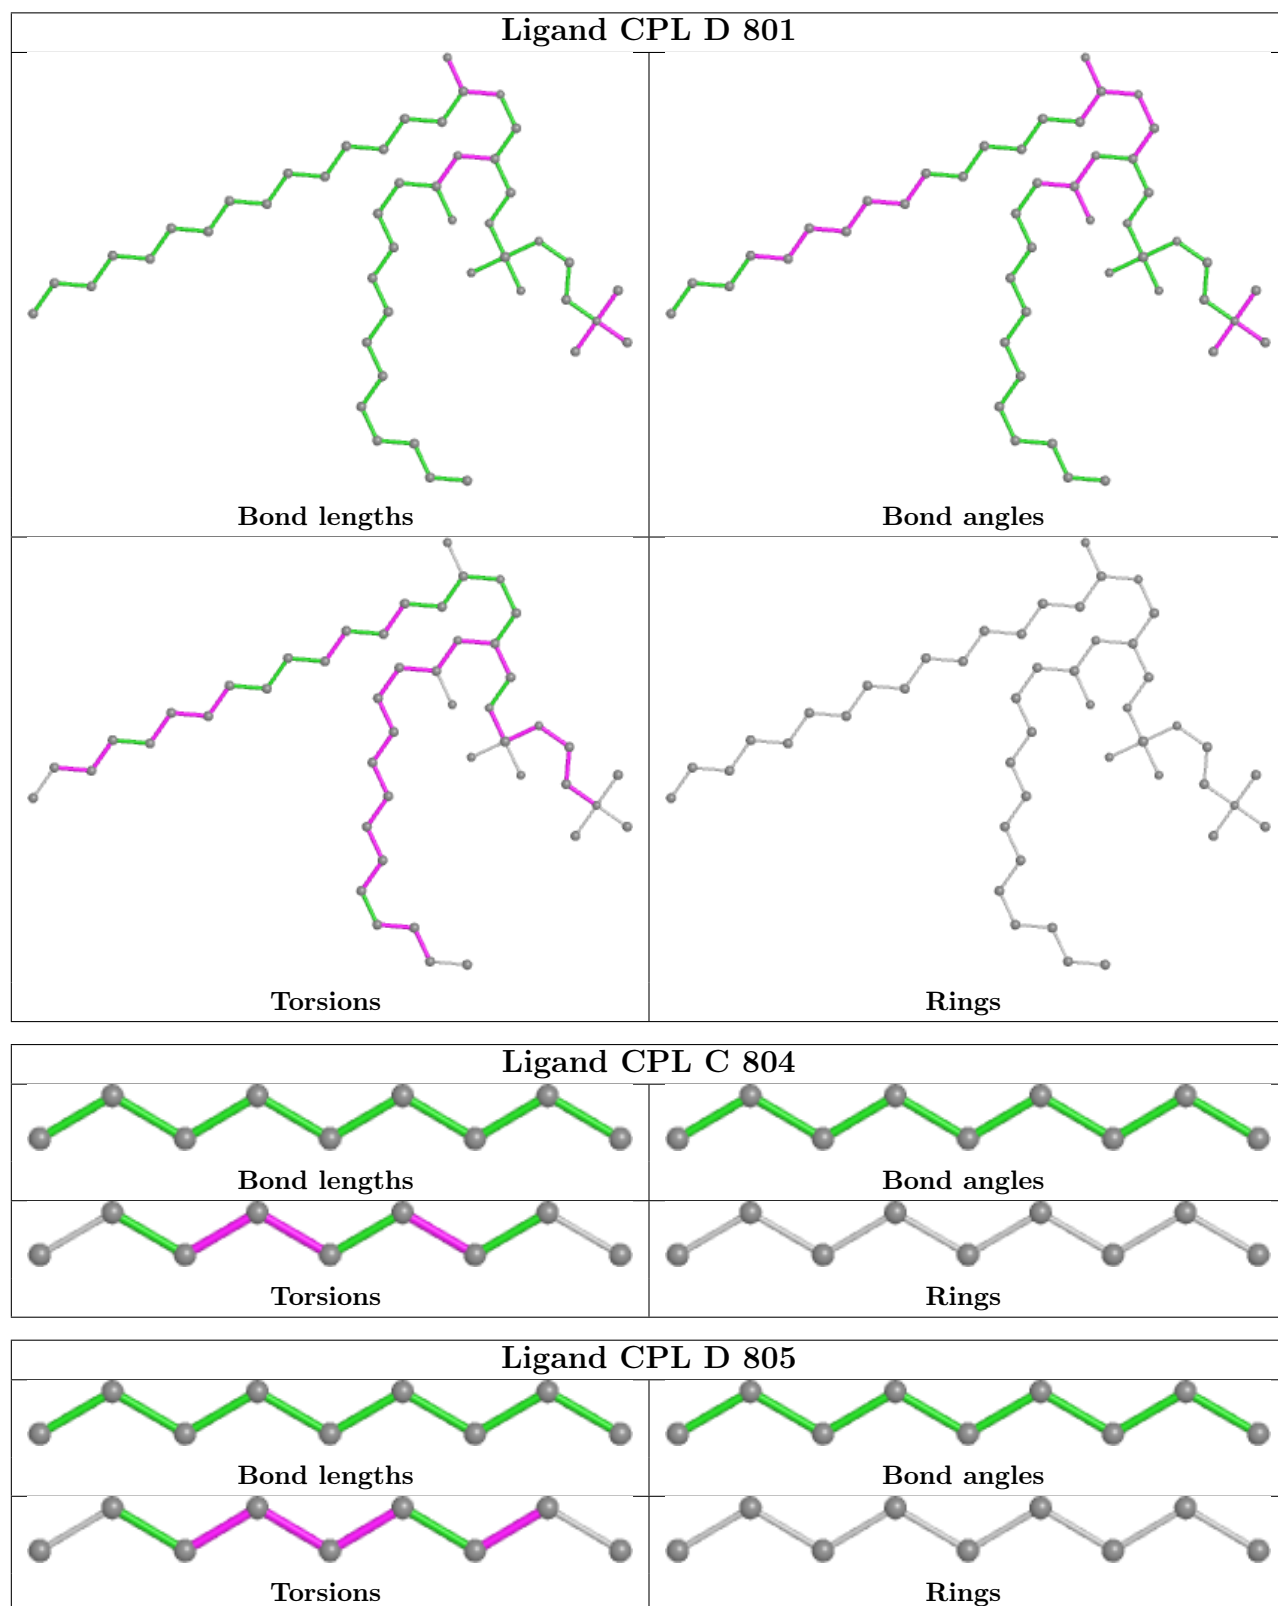 Ligand CPL D 801
Bond lengths
Bond angles
Torsions
Rings
Ligand CPL C 804
Bond lengths
Bond angles
Torsions
Rings
Ligand CPL D 805
Bond lengths
Bond angles
Torsions
Rings